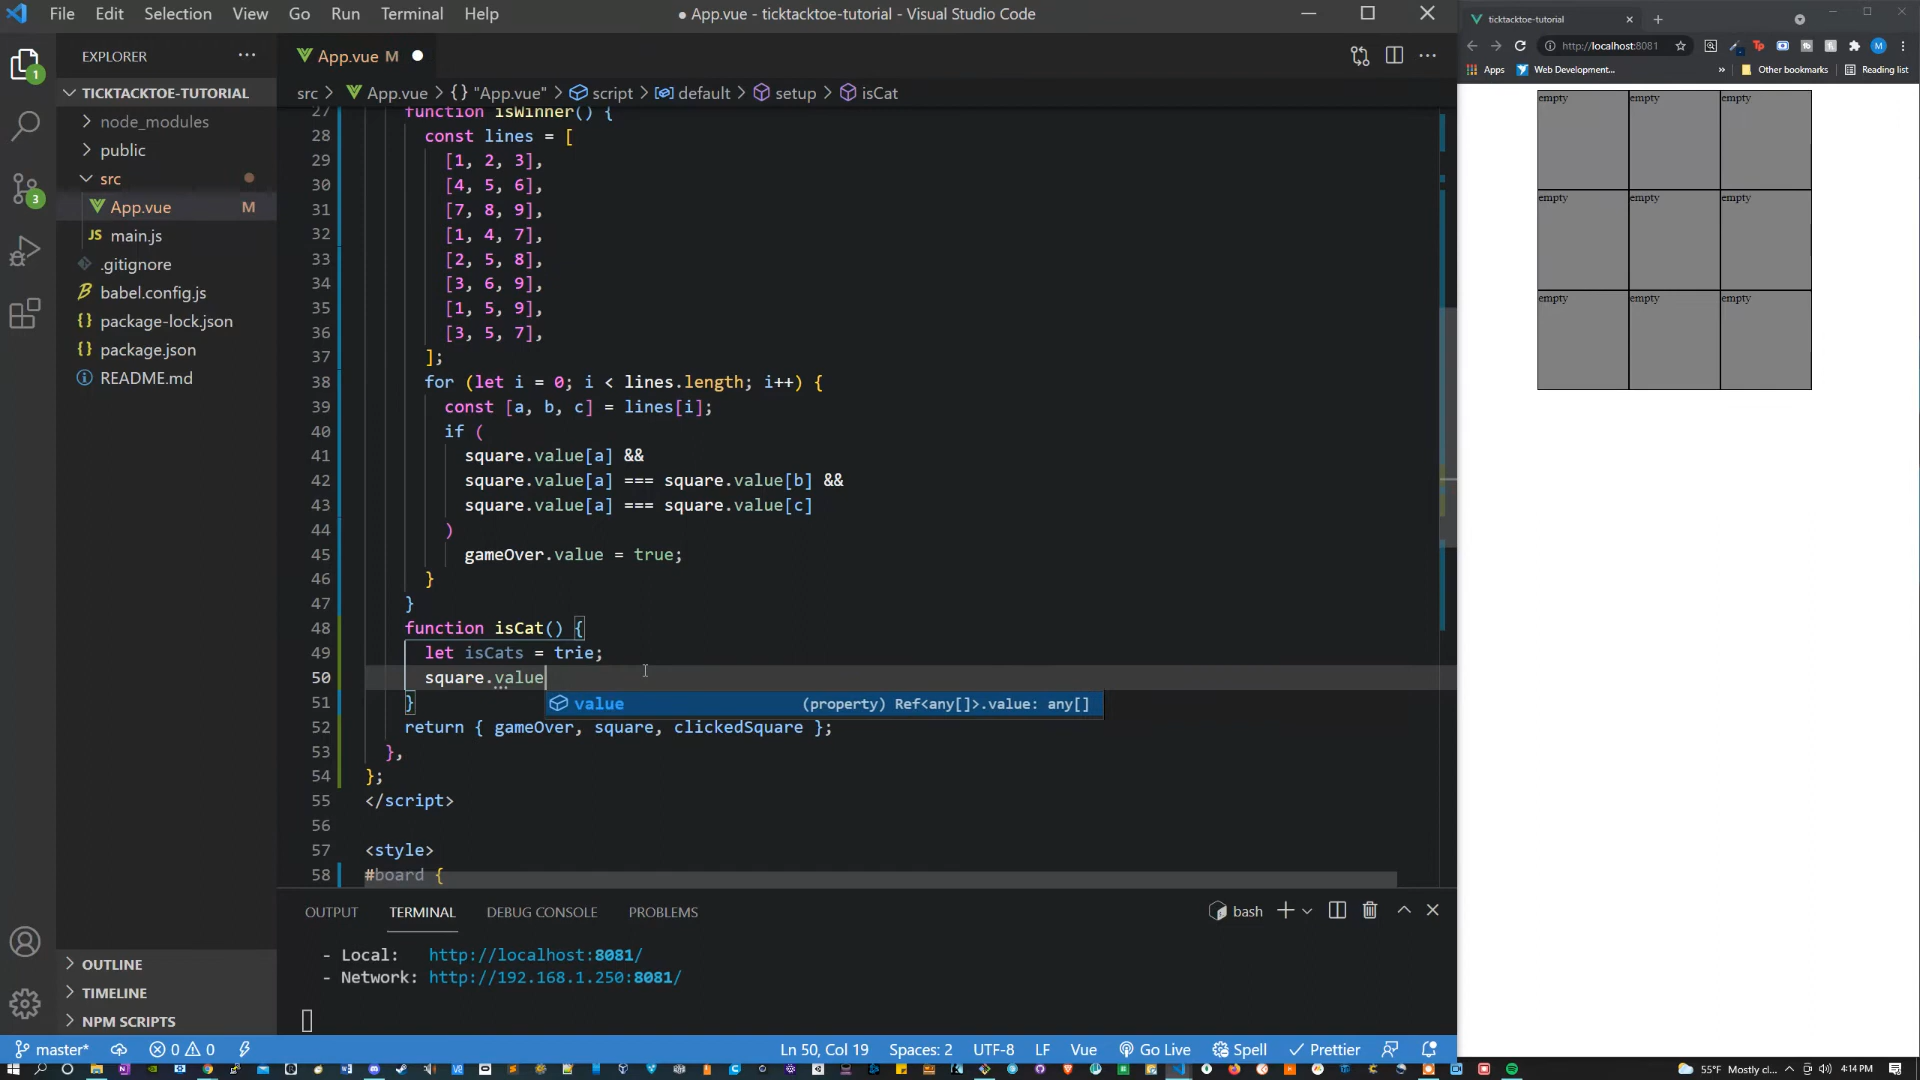 File Edit Selection View Go Run Terminal Help
● App.vue - ticktacktoe-tutorial - Visual Studio Code
ticktacktoe-tutorial
http://localhost:8081
Apps Web Development... » Other bookmarks Reading list
EXPLORER
TICKTACKTOE-TUTORIAL
node_modules
public
src
App.vue M
JS main.js
.gitignore
babel.config.js
{} package-lock.json
{} package.json
README.md
OUTLINE
TIMELINE
NPM SCRIPTS
1
3
App.vue M
src > App.vue > {} "App.vue" > script > default > setup > isCat
27 function isWinner() {
28 const lines = [
29 [1, 2, 3],
30 [4, 5, 6],
31 [7, 8, 9],
32 [1, 4, 7],
33 [2, 5, 8],
34 [3, 6, 9],
35 [1, 5, 9],
36 [3, 5, 7],
37 ];
38 for (let i = 0; i < lines.length; i++) {
39 const [a, b, c] = lines[i];
40 if (
41 square.value[a] &&
42 square.value[a] === square.value[b] &&
43 square.value[a] === square.value[c]
44 )
45 gameOver.value = true;
46 }
47 }
48 function isCat() {
49 let isCats = trie;
50 square.value
51 }
value (property) Ref<any[]>.value: any[]
52 return { gameOver, square, clickedSquare };
53 },
54 };
55 </script>
56
57 <style>
58 #board {
OUTPUT TERMINAL DEBUG CONSOLE PROBLEMS
bash
- Local: http://localhost:8081/
- Network: http://192.168.1.250:8081/
master* 0 0
Ln 50, Col 19 Spaces: 2 UTF-8 LF Vue Go Live Spell Prettier
empty empty empty
empty empty empty
empty empty empty
55°F Mostly cl... 4:14 PM